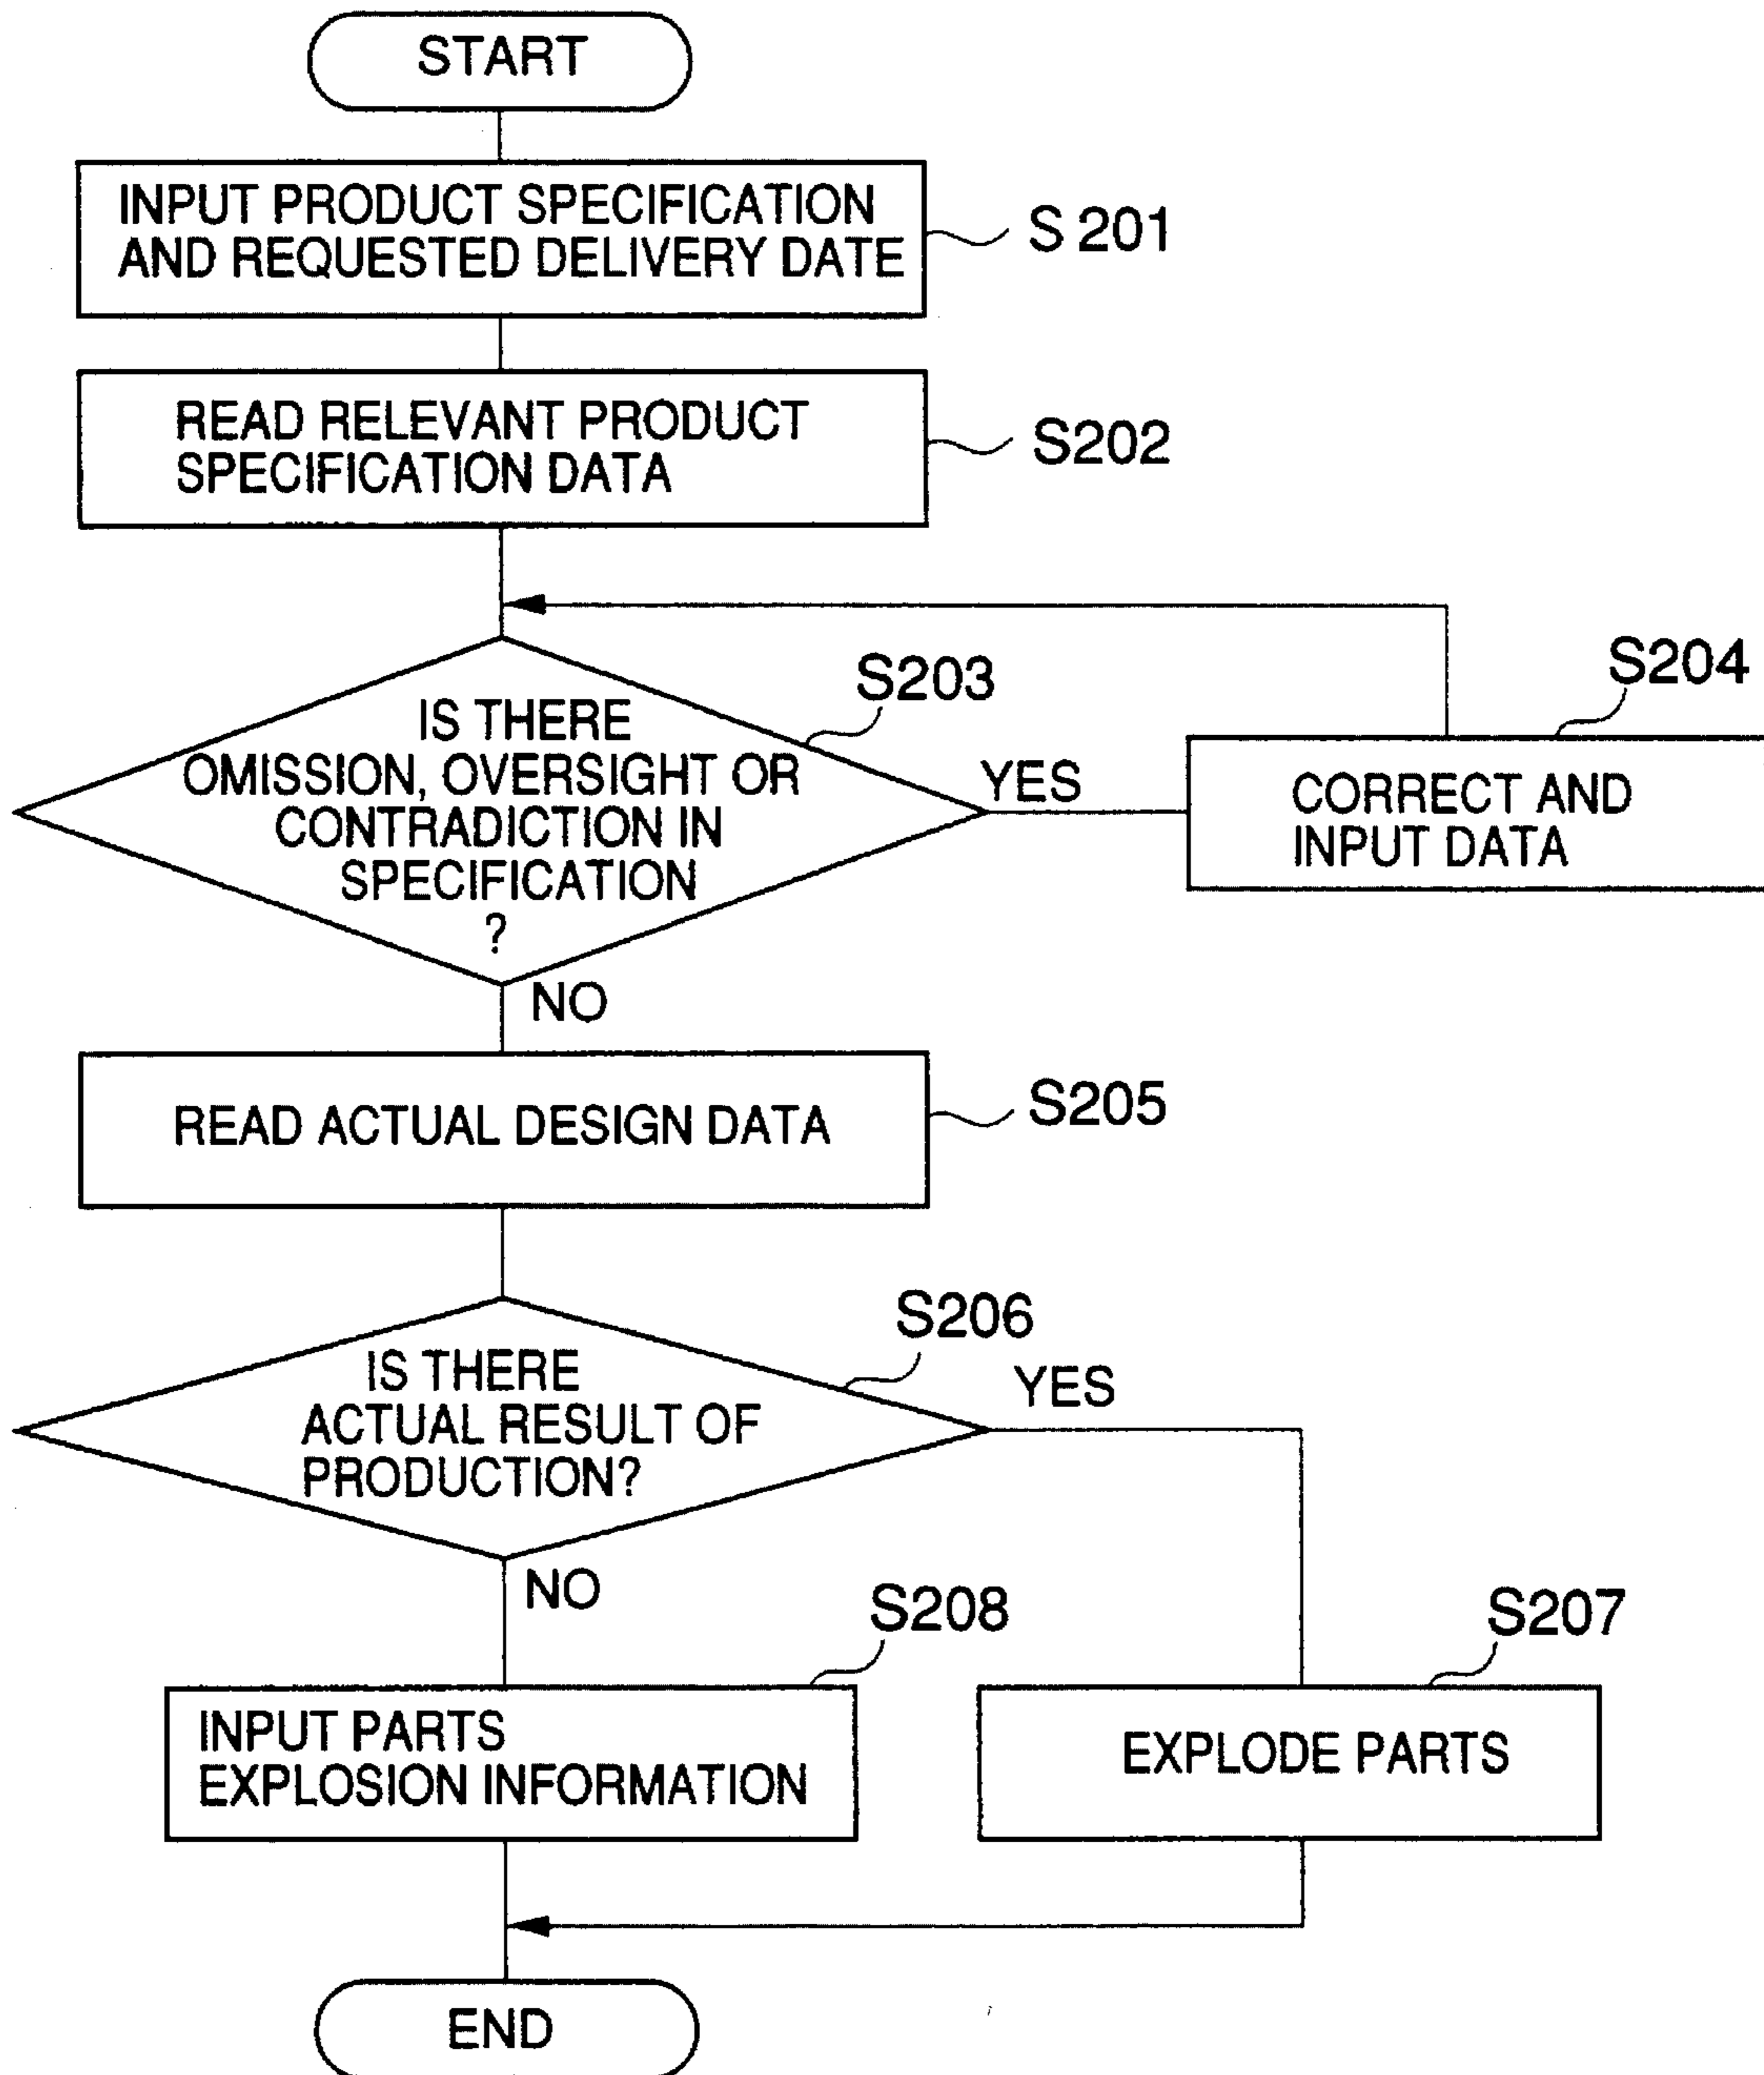 START
INPUT PRODUCT SPECIFICATION
AND REQUESTED DELIVERY DATE
S 201
READ RELEVANT PRODUCT
SPECIFICATION DATA
S202
S203
IS THERE
OMISSION, OVERSIGHT OR
CONTRADICTION IN
SPECIFICATION
?
YES
S204
CORRECT AND
INPUT DATA
NO
READ ACTUAL DESIGN DATA
S205
S206
IS THERE
ACTUAL RESULT OF
PRODUCTION?
YES
NO
S208
INPUT PARTS
EXPLOSION INFORMATION
S207
EXPLODE PARTS
END